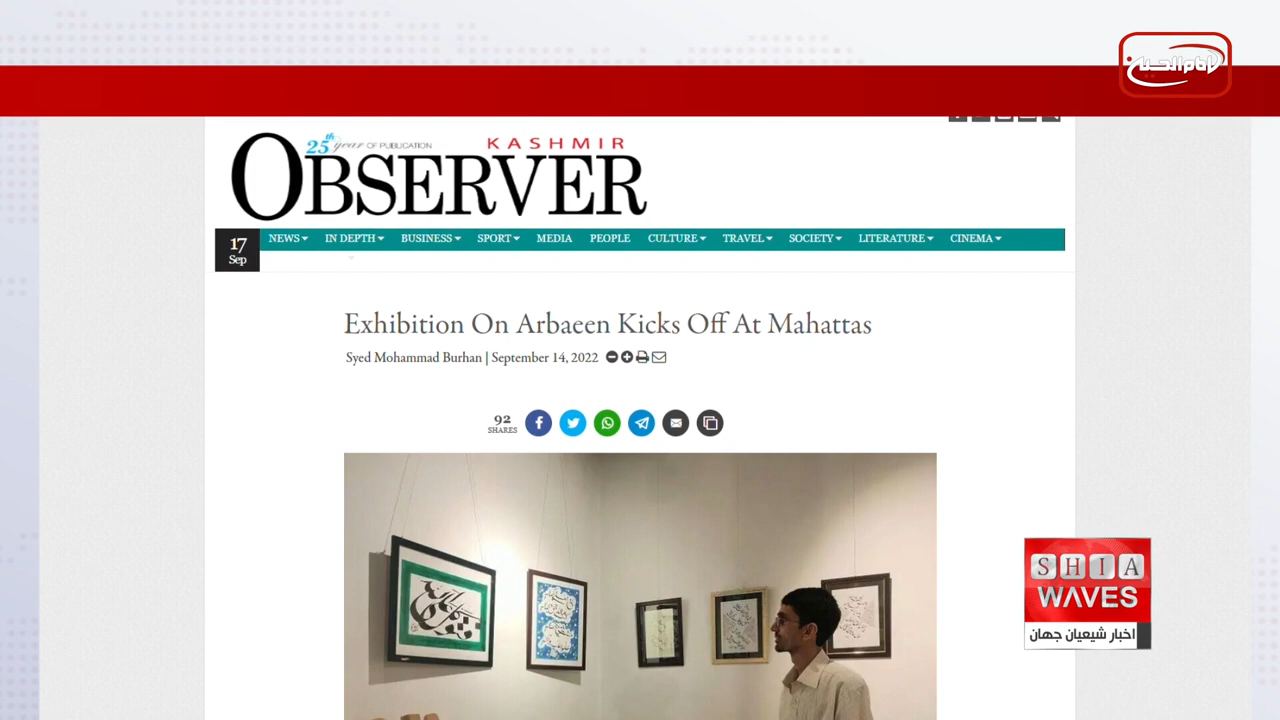 امام الحسین
25th year OF PUBLICATION
KASHMIR
OBSERVER
17
Sep
NEWS
IN DEPTH
BUSINESS
SPORT
MEDIA
PEOPLE
CULTURE
TRAVEL
SOCIETY
LITERATURE
CINEMA
Exhibition On Arbaeen Kicks Off At Mahattas
Syed Mohammad Burhan | September 14, 2022
92
SHARES
SHIA
WAVES
اخبار شیعیان جهان